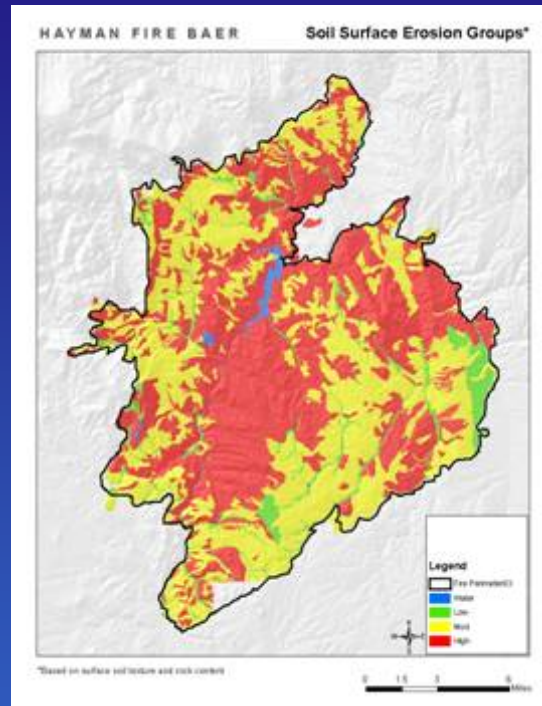 HAYMAN FIRE BAER
Soil Surface Erosion Groups*
Legend
Fire Perimeter
Water
Low
Mod
High
*Based on surface soil texture and rock content
0 1.5 3 6
Miles